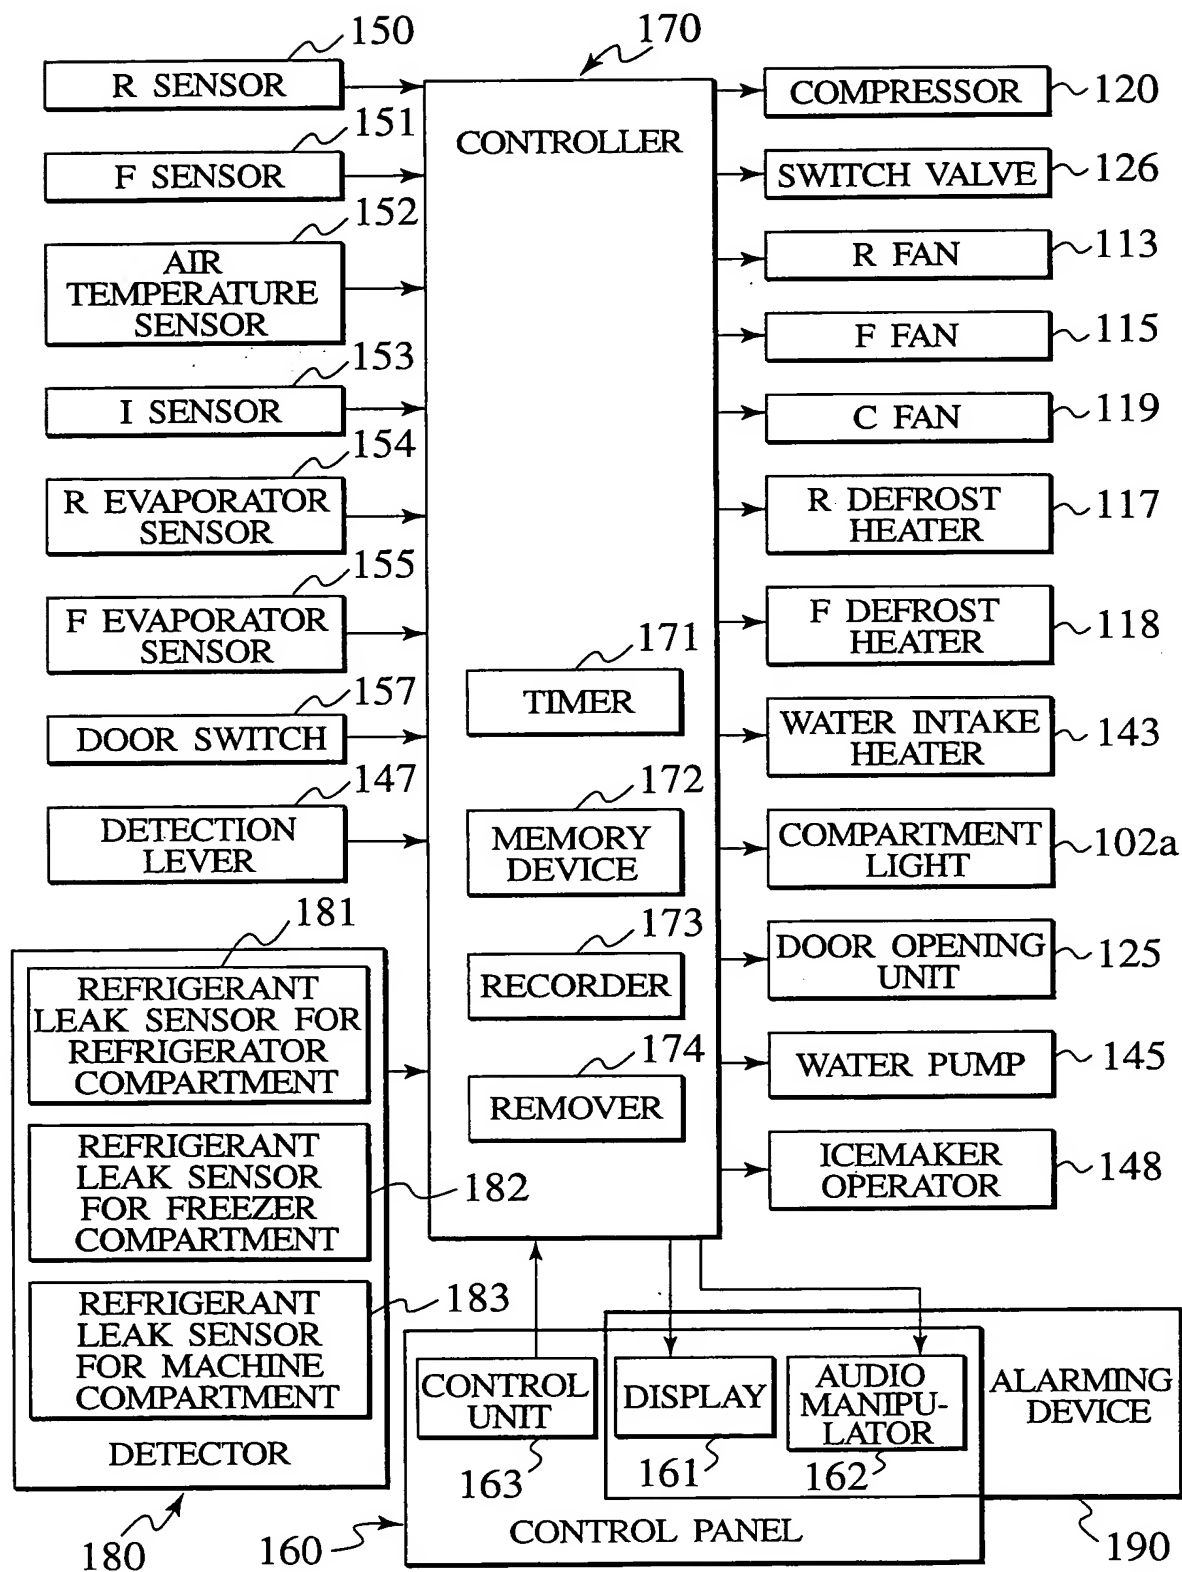 150
R SENSOR
151
F SENSOR
152
AIR
TEMPERATURE
SENSOR
153
I SENSOR
154
R EVAPORATOR
SENSOR
155
F EVAPORATOR
SENSOR
157
DOOR SWITCH
147
DETECTION
LEVER
181
REFRIGERANT
LEAK SENSOR FOR
REFRIGERATOR
COMPARTMENT
REFRIGERANT
LEAK SENSOR
FOR FREEZER
COMPARTMENT
182
REFRIGERANT
LEAK SENSOR
FOR MACHINE
COMPARTMENT
183
DETECTOR
180
170
CONTROLLER
171
TIMER
172
MEMORY
DEVICE
173
RECORDER
174
REMOVER
COMPRESSOR
120
SWITCH VALVE
126
R FAN
113
F FAN
115
C FAN
119
R DEFROST
HEATER
117
F DEFROST
HEATER
118
WATER INTAKE
HEATER
143
COMPARTMENT
LIGHT
102a
DOOR OPENING
UNIT
125
WATER PUMP
145
ICEMAKER
OPERATOR
148
CONTROL
UNIT
163
DISPLAY
161
AUDIO
MANIPU-
LATOR
162
ALARMING
DEVICE
190
160
CONTROL PANEL